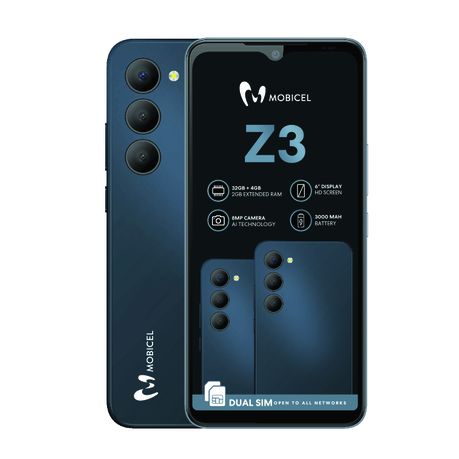 MOBICEL
MOBICEL
Z3
32GB + 4GB
2GB EXTENDED RAM
6" DISPLAY
HD SCREEN
8MP CAMERA
AI TECHNOLOGY
3000 MAH
BATTERY
DUAL SIM OPEN TO ALL NETWORKS